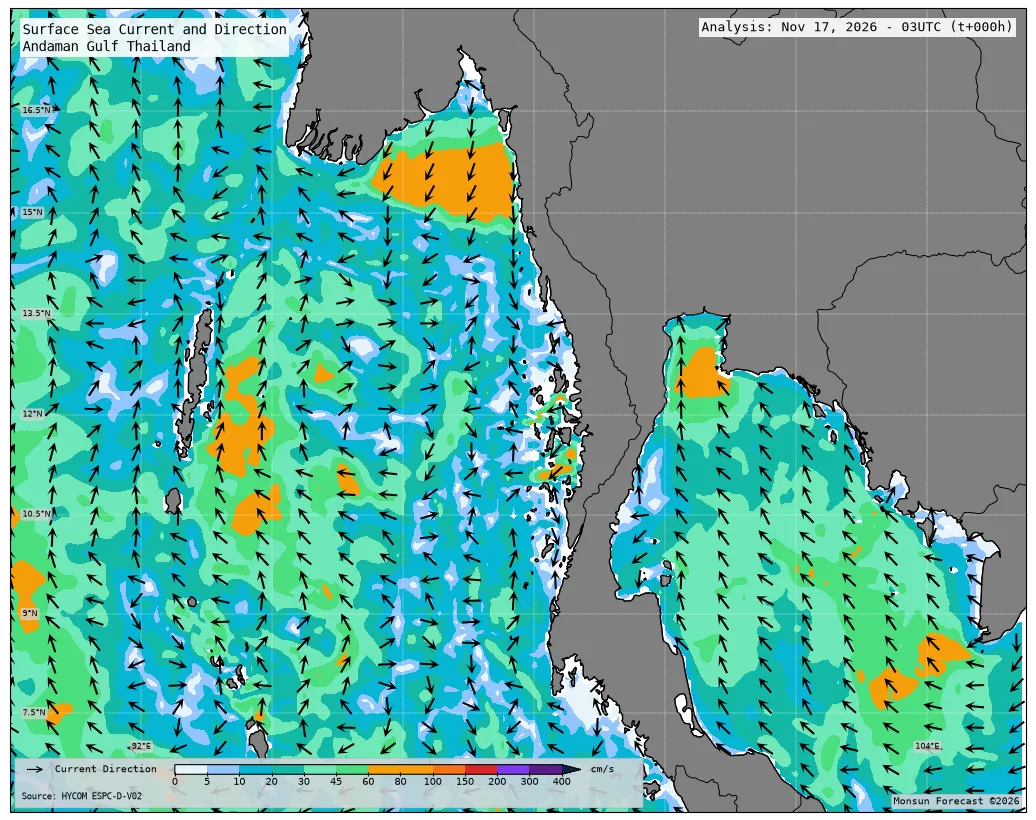 Surface Sea Current and Direction
Andaman Gulf Thailand
Analysis: Nov 17, 2026 - 03UTC (t+000h)
16.5°N
15°N
13.5°N
12°N
10.5°N
9°N
7.5°N
92°E
104°E
Current Direction
0 5 10 20 30 45 60 80 100 150 200 300 400 cm/s
Source: HYCOM ESPC-D-V02
Monsun Forecast ©2026